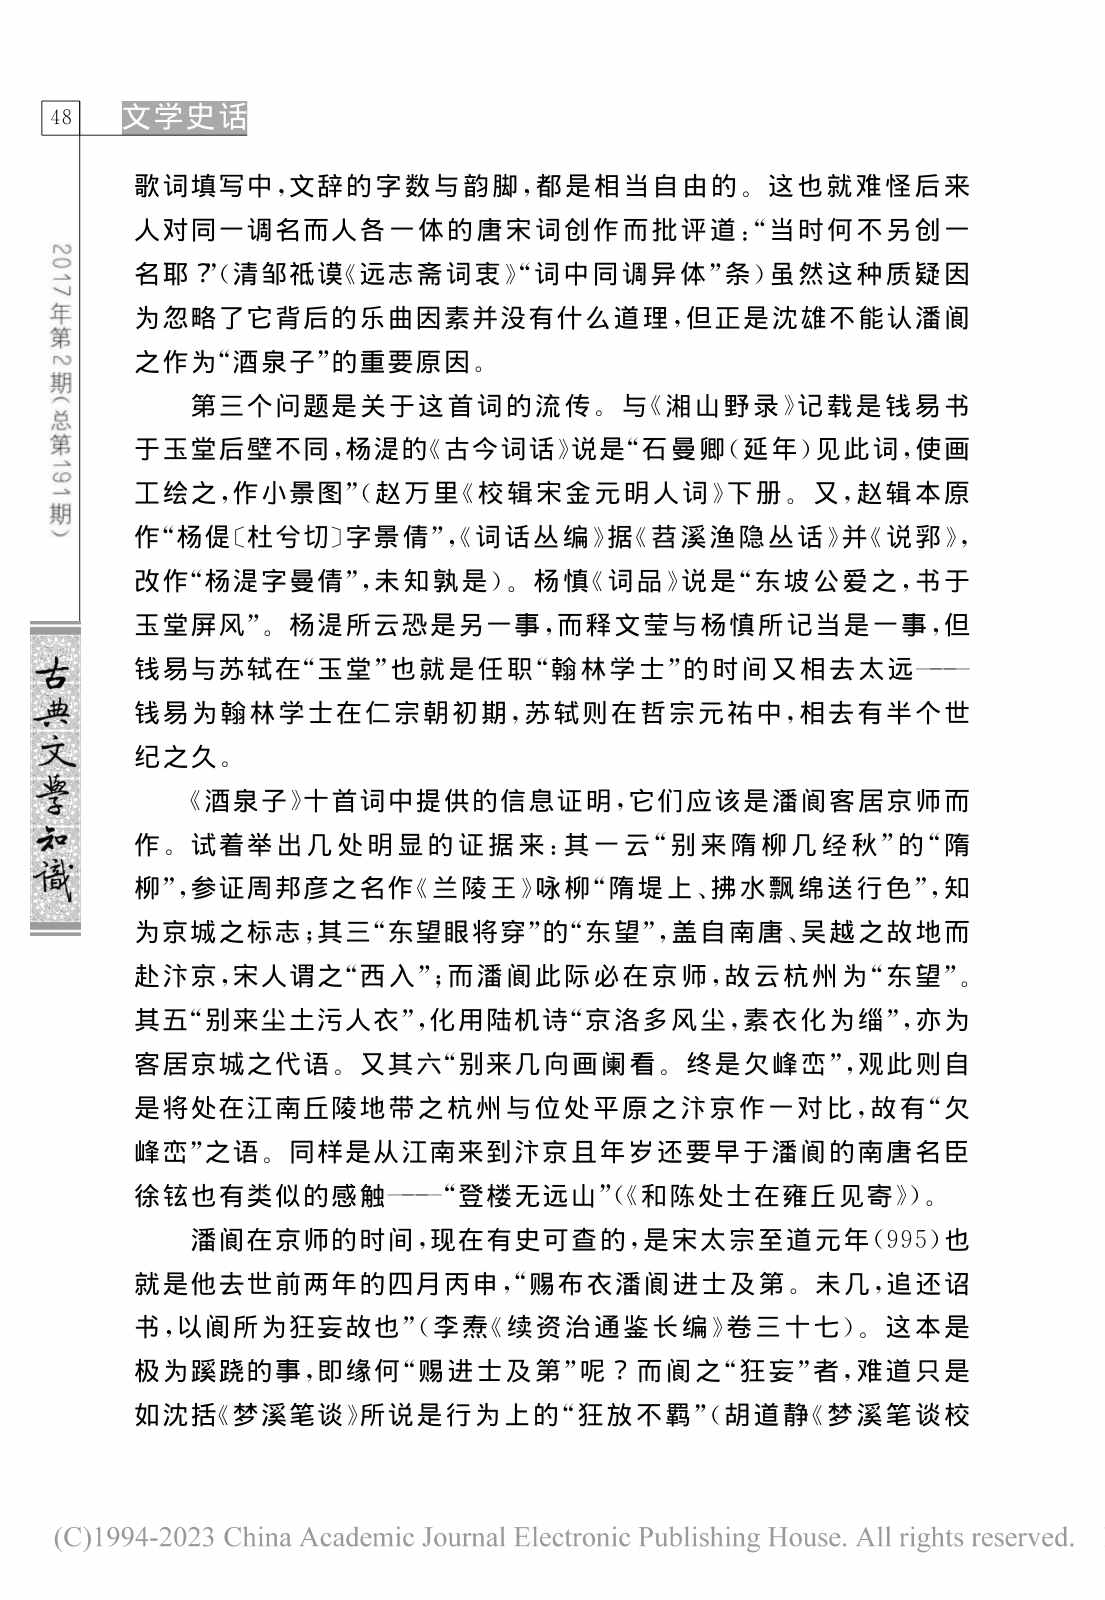 48
文学史话
2017年第2期(总第191期)
古典文学知識
歌词填写中,文辞的字数与韵脚,都是相当自由的。这也就难怪后来
人对同一调名而人各一体的唐宋词创作而批评道:“当时何不另创一
名耶?”(清邹祗谟《远志斋词衷》“词中同调异体”条)虽然这种质疑因
为忽略了它背后的乐曲因素并没有什么道理,但正是沈雄不能认潘阆
之作为“酒泉子”的重要原因。
第三个问题是关于这首词的流传。与《湘山野录》记载是钱易书
于玉堂后壁不同,杨湜的《古今词话》说是“石曼卿(延年)见此词,使画
工绘之,作小景图”(赵万里《校辑宋金元明人词》下册。又,赵辑本原
作“杨偍〔杜兮切〕字景倩”,《词话丛编》据《苕溪渔隐丛话》并《说郛》,
改作“杨湜字曼倩”,未知孰是)。杨慎《词品》说是“东坡公爱之,书于
玉堂屏风”。杨湜所云恐是另一事,而释文莹与杨慎所记当是一事,但
钱易与苏轼在“玉堂”也就是任职“翰林学士”的时间又相去太远——
钱易为翰林学士在仁宗朝初期,苏轼则在哲宗元祐中,相去有半个世
纪之久。
《酒泉子》十首词中提供的信息证明,它们应该是潘阆客居京师而
作。试着举出几处明显的证据来:其一云“别来隋柳几经秋”的“隋
柳”,参证周邦彦之名作《兰陵王》咏柳“隋堤上、拂水飘绵送行色”,知
为京城之标志;其三“东望眼将穿”的“东望”,盖自南唐、吴越之故地而
赴汴京,宋人谓之“西入”;而潘阆此际必在京师,故云杭州为“东望”。
其五“别来尘土污人衣”,化用陆机诗“京洛多风尘,素衣化为缁”,亦为
客居京城之代语。又其六“别来几向画阑看。终是欠峰峦”,观此则自
是将处在江南丘陵地带之杭州与位处平原之汴京作一对比,故有“欠
峰峦”之语。同样是从江南来到汴京且年岁还要早于潘阆的南唐名臣
徐铉也有类似的感触——“登楼无远山”(《和陈处士在雍丘见寄》)。
潘阆在京师的时间,现在有史可查的,是宋太宗至道元年(995)也
就是他去世前两年的四月丙申,“赐布衣潘阆进士及第。未几,追还诏
书,以阆所为狂妄故也”(李焘《续资治通鉴长编》卷三十七)。这本是
极为蹊跷的事,即缘何“赐进士及第”呢?而阆之“狂妄”者,难道只是
如沈括《梦溪笔谈》所说是行为上的“狂放不羁”(胡道静《梦溪笔谈校
(C)1994-2023 China Academic Journal Electronic Publishing House. All rights reserved.